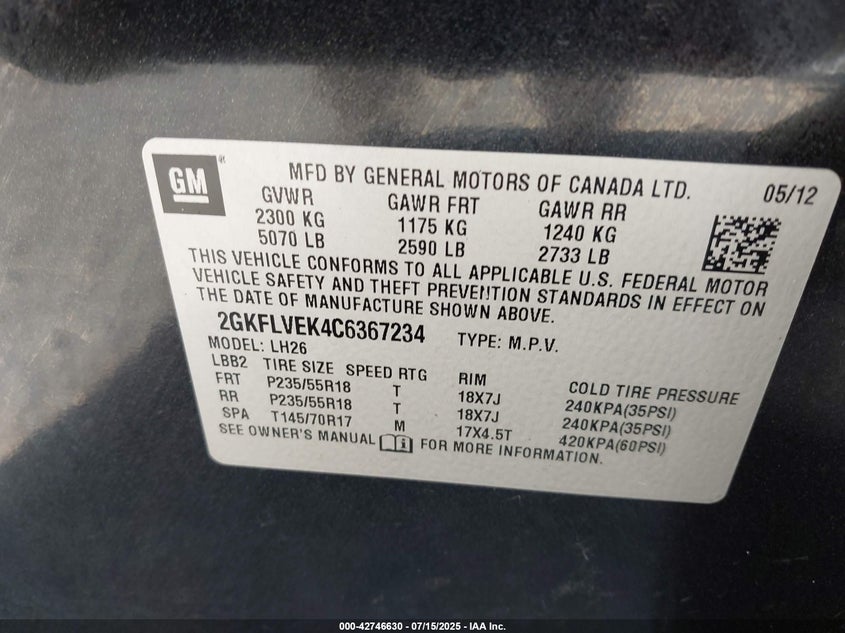 GM ®
MFD BY GENERAL MOTORS OF CANADA LTD. 05/12
GVWR GAWR FRT GAWR RR
2300 KG 1175 KG 1240 KG
5070 LB 2590 LB 2733 LB
THIS VEHICLE CONFORMS TO ALL APPLICABLE U.S. FEDERAL MOTOR
VEHICLE SAFETY AND THEFT PREVENTION STANDARDS IN EFFECT ON
THE DATE OF MANUFACTURE SHOWN ABOVE.
2GKFLVEK4C6367234 TYPE: M.P.V.
MODEL: LH26
LBB2 TIRE SIZE SPEED RTG RIM COLD TIRE PRESSURE
FRT P235/55R18 T 18X7J 240KPA(35PSI)
RR P235/55R18 T 18X7J 240KPA(35PSI)
SPA T145/70R17 M 17X4.5T 420KPA(60PSI)
SEE OWNER'S MANUAL FOR MORE INFORMATION.
000-42746630 - 07/15/2025 - IAA Inc.